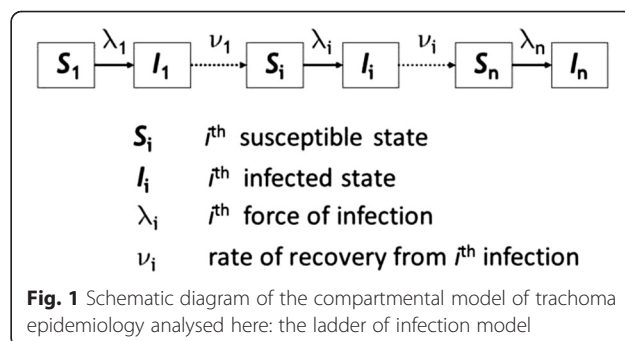 λ₁ ν₁ λᵢ νᵢ λₙ
S₁ I₁ Sᵢ Iᵢ Sₙ Iₙ
Sᵢ iᵗʰ susceptible state
Iᵢ iᵗʰ infected state
λᵢ iᵗʰ force of infection
νᵢ rate of recovery from iᵗʰ infection
Fig. 1 Schematic diagram of the compartmental model of trachoma
epidemiology analysed here: the ladder of infection model